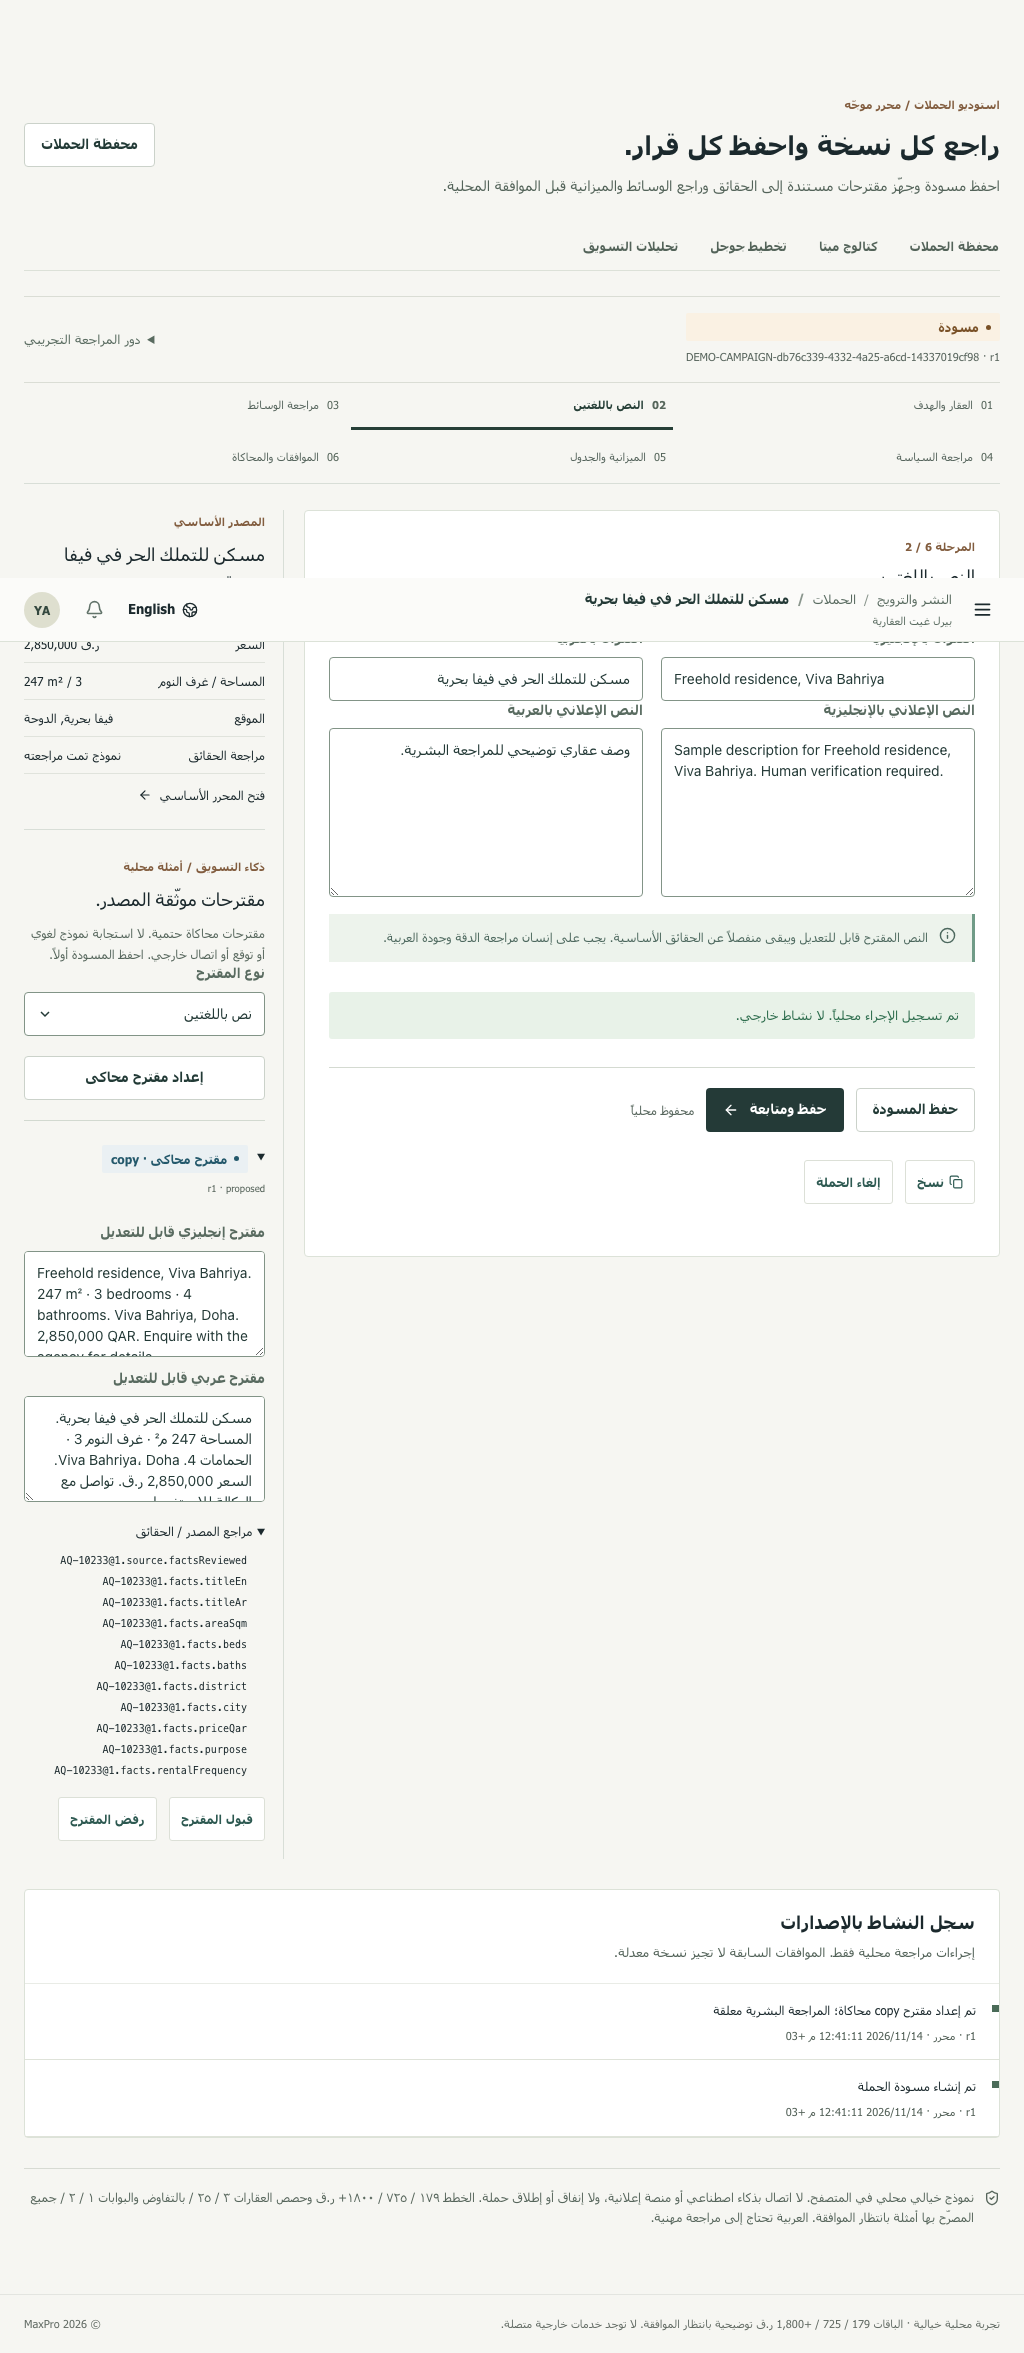 استوديو الحملات / محرر موجّه
راجع كل نسخة واحفظ كل قرار.
احفظ مسودة وجهّز مقترحات مستندة إلى الحقائق وراجع الوسائط والميزانية قبل الموافقة المحلية.
محفظة الحملات
محفظة الحملات
كتالوج ميتا
تخطيط جوجل
تحليلات التسويق
مسودة
DEMO-CAMPAIGN-db76c339-4332-4a25-a6cd-14337019cf98 · r1
دور المراجعة التجريبي
01 العقار والهدف
02 النص باللغتين
03 مراجعة الوسائط
04 مراجعة السياسة
05 الميزانية والجدول
06 الموافقات والمحاكاة
المرحلة 6 / 2
النشر والترويج / الحملات / مسكن للتملك الحر في فيفا بحرية
بيرل غيت العقارية
English
YA
Freehold residence, Viva Bahriya
مسكن للتملك الحر في فيفا بحرية
النص الإعلاني بالإنجليزية
Sample description for Freehold residence,
Viva Bahriya. Human verification required.
النص الإعلاني بالعربية
وصف عقاري توضيحي للمراجعة البشرية.
النص المقترح قابل للتعديل ويبقى منفصلاً عن الحقائق الأساسية. يجب على إنسان مراجعة الدقة وجودة العربية.
تم تسجيل الإجراء محلياً. لا نشاط خارجي.
حفظ المسودة
حفظ ومتابعة
محفوظ محلياً
نسخ
إلغاء الحملة
المصدر الأساسي
مسكن للتملك الحر في فيفا
السعر
2,850,000 ر.ق
المساحة / غرف النوم
247 m² / 3
الموقع
فيفا بحرية, الدوحة
مراجعة الحقائق
نموذج تمت مراجعته
فتح المحرر الأساسي
ذكاء التسويق / أمثلة محلية
مقترحات موثّقة المصدر.
مقترحات محاكاة حتمية. لا استجابة نموذج لغوي
أو توقع أو اتصال خارجي. احفظ المسودة أولاً.
نوع المقترح
نص باللغتين
إعداد مقترح محاكى
مقترح محاكى · copy
r1 · proposed
مقترح إنجليزي قابل للتعديل
Freehold residence, Viva Bahriya.
247 m² · 3 bedrooms · 4
bathrooms. Viva Bahriya, Doha.
2,850,000 QAR. Enquire with the
agency for details.
مقترح عربي قابل للتعديل
مسكن للتملك الحر في فيفا بحرية.
المساحة 247 م² · غرف النوم 3 ·
الحمامات 4. Viva Bahriya، Doha.
السعر 2,850,000 ر.ق. تواصل مع
مراجع المصدر / الحقائق
AQ-10233@1.source.factsReviewed
AQ-10233@1.facts.titleEn
AQ-10233@1.facts.titleAr
AQ-10233@1.facts.areaSqm
AQ-10233@1.facts.beds
AQ-10233@1.facts.baths
AQ-10233@1.facts.district
AQ-10233@1.facts.city
AQ-10233@1.facts.priceQar
AQ-10233@1.facts.purpose
AQ-10233@1.facts.rentalFrequency
قبول المقترح
رفض المقترح
سجل النشاط بالإصدارات
إجراءات مراجعة محلية فقط. الموافقات السابقة لا تجيز نسخة معدلة.
تم إعداد مقترح copy محاكاة؛ المراجعة البشرية معلقة
r1 · محرر · 2026/11/14 12:41:11 م +03
تم إنشاء مسودة الحملة
r1 · محرر · 2026/11/14 12:41:11 م +03
نموذج خيالي محلي في المتصفح. لا اتصال بذكاء اصطناعي أو منصة إعلانية، ولا إنفاق أو إطلاق حملة. الخطط ١٧٩ / ٧٢٥ / ١٨٠٠+ ر.ق وحصص العقارات ٣ / ٢٥ / بالتفاوض والبوابات ١ / ٢ / جميع
المصرّح بها أمثلة بانتظار الموافقة. العربية تحتاج إلى مراجعة مهنية.
تجربة محلية خيالية · الباقات 179 / 725 / 1,800+ ر.ق توضيحية بانتظار الموافقة. لا توجد خدمات خارجية متصلة.
© 2026 MaxPro